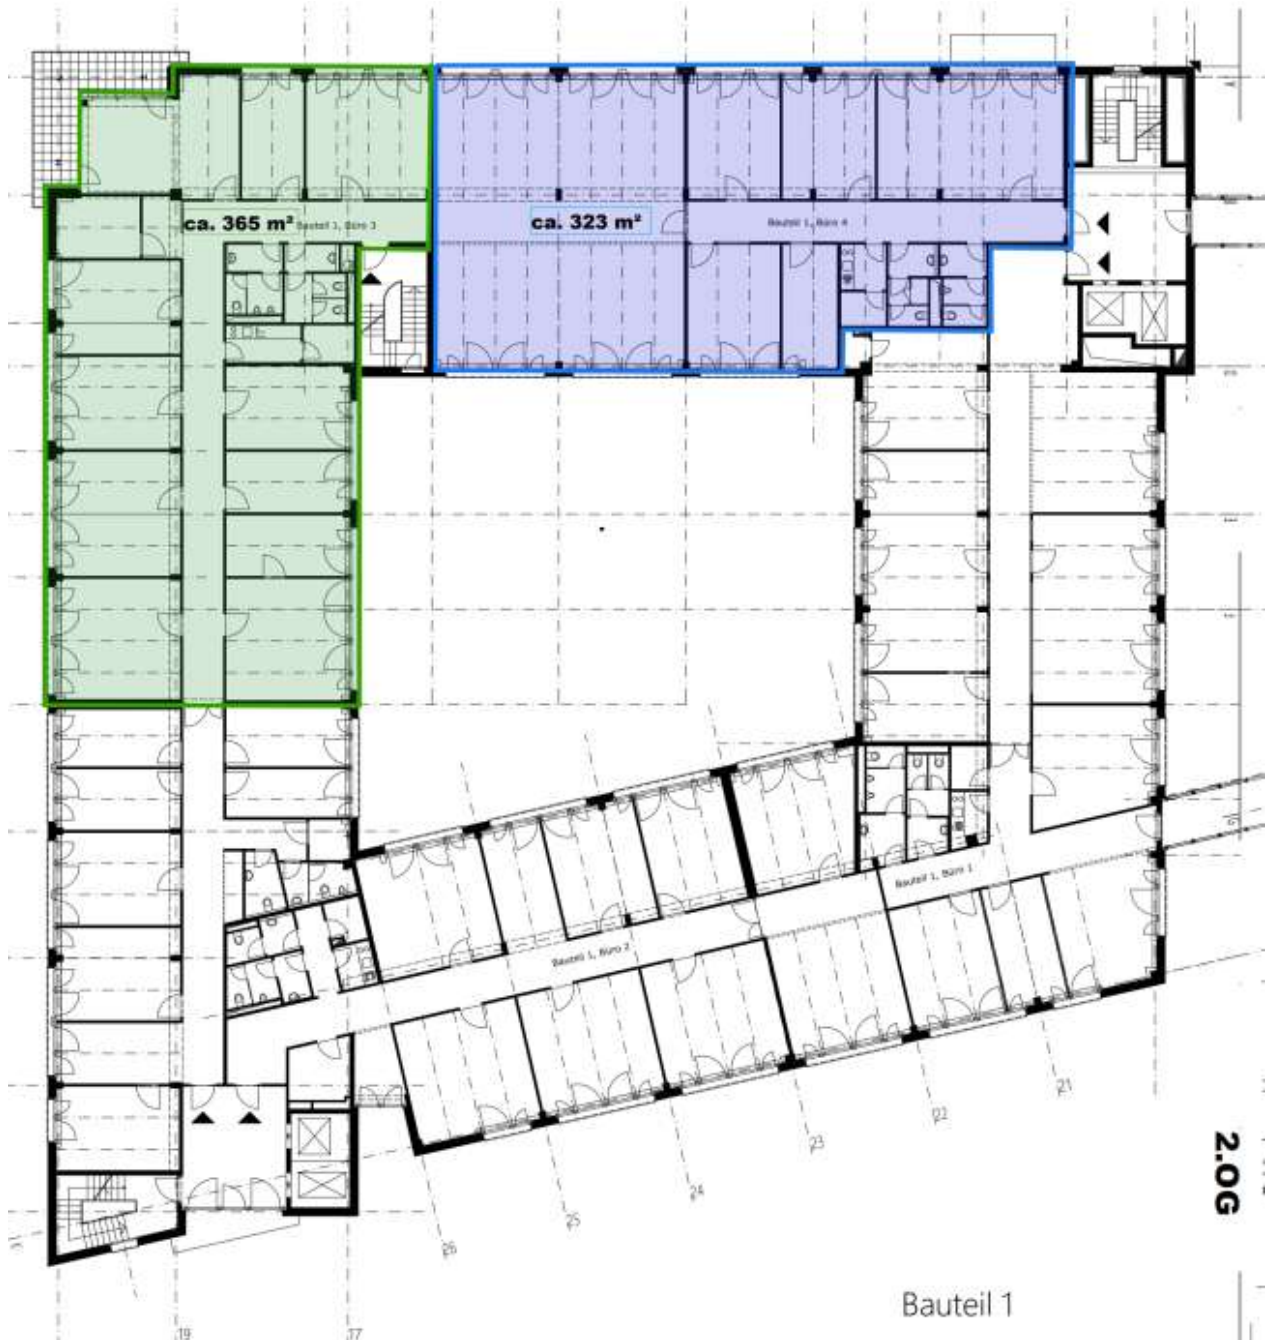 ca. 365 m²
Bauteil 1, Büro 3
ca. 323 m²
Bauteil 1, Büro 4
Bauteil 1, Büro 1
Bauteil 1, Büro 2
21
22
23
24
25
26
2.OG
Bauteil 1
19
17